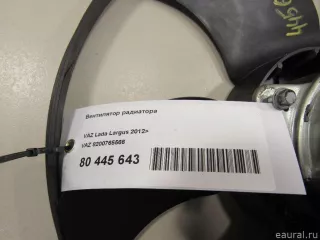 Вентилятор радиатора
VAZ Lada Largus 2012>
VAZ 8200765566
80 445 643
eaural.ru